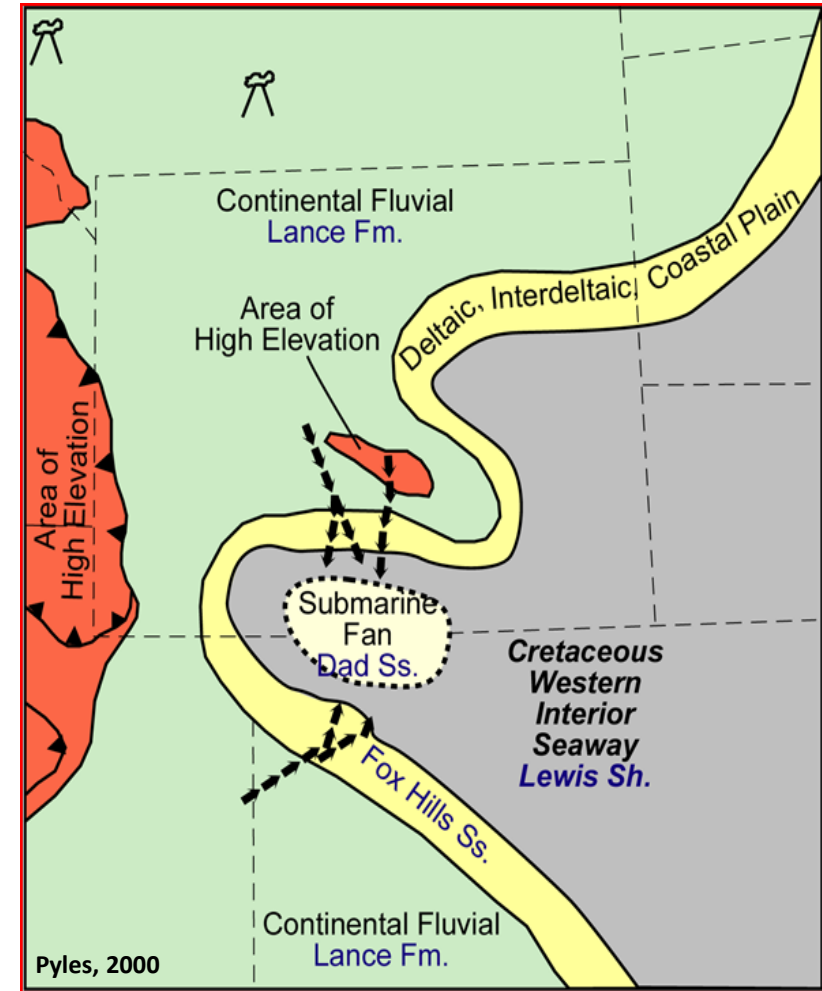 Continental Fluvial
Lance Fm.
Area of
High Elevation
Deltaic, Interdeltaic, Coastal Plain
Area of
High Elevation
Submarine
Fan
Dad Ss.
Cretaceous
Western
Interior
Seaway
Lewis Sh.
Fox Hills Ss.
Continental Fluvial
Lance Fm.
Pyles, 2000